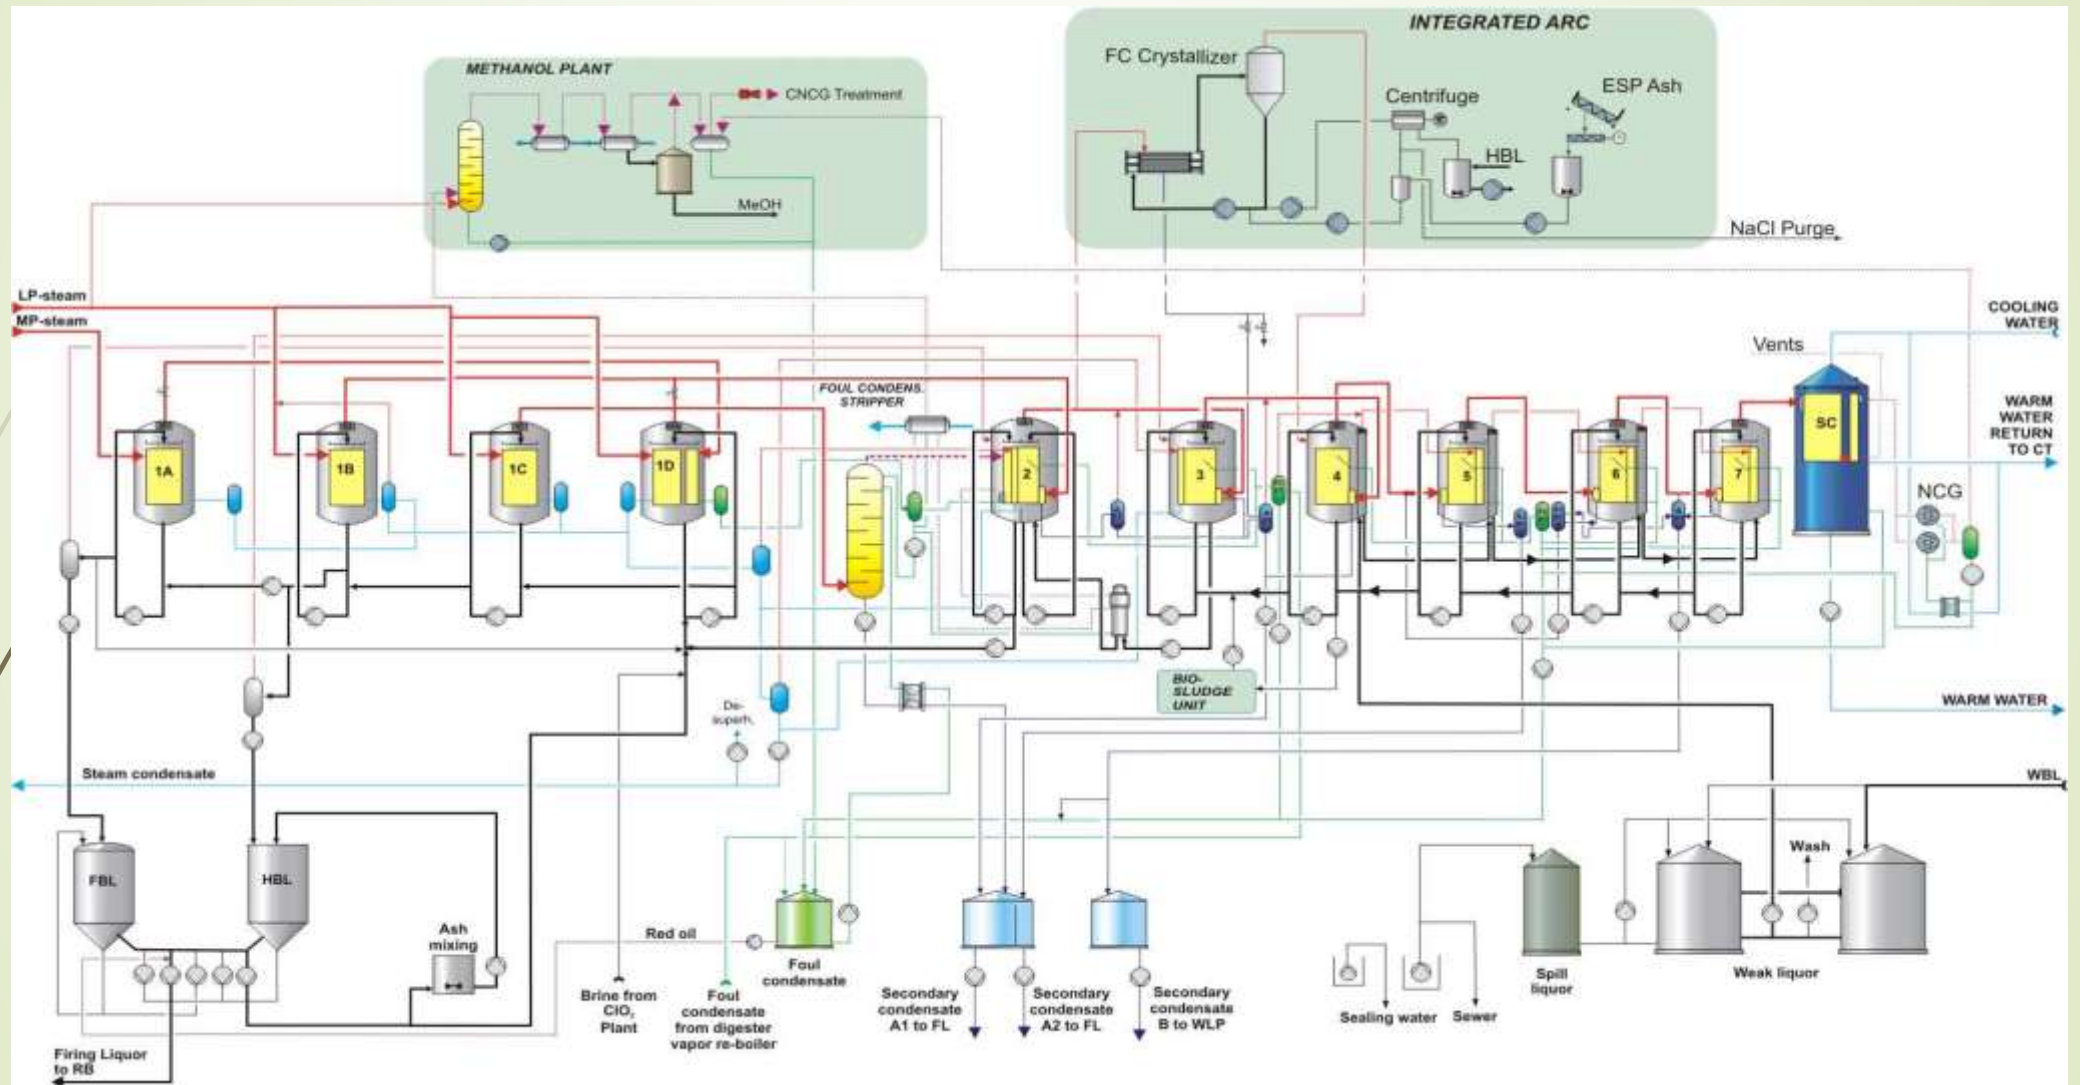 INTEGRATED ARC
METHANOL PLANT
CNCG Treatment
MeOH
FC Crystallizer
Centrifuge
ESP Ash
HBL
NaCl Purge
LP-steam
MP-steam
COOLING
WATER
Vents
WARM
WATER
RETURN
TO CT
FOUL CONDENS.
STRIPPER
1A
1B
1C
1D
2
3
4
5
6
7
SC
NCG
BIO-
SLUDGE
UNIT
De-
superh.
WARM WATER
Steam condensate
WBL
FBL
HBL
Ash
mixing
Red oil
Foul
condensate
Wash
Weak liquor
Spill
liquor
Brine from
ClO,
Plant
Foul
condensate
from digester
vapor re-boiler
Secondary
condensate
A1 to FL
Secondary
condensate
A2 to FL
Secondary
condensate
B to WLP
Sealing water
Sewer
Firing Liquor
to RB